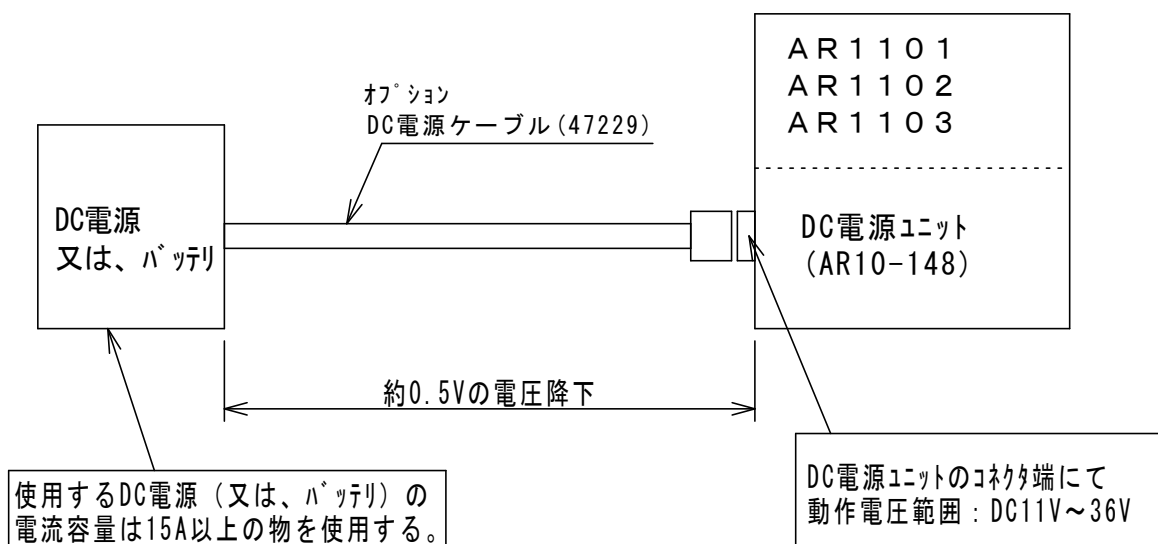 AR1101
AR1102
AR1103
オプション
DC電源ケーブル(47229)
DC電源
又は、バッテリ
DC電源ユニット
(AR10-148)
約0.5Vの電圧降下
使用するDC電源（又は、バッテリ）の
電流容量は15A以上の物を使用する。
DC電源ユニットのコネクタ端にて
動作電圧範囲：DC11V～36V